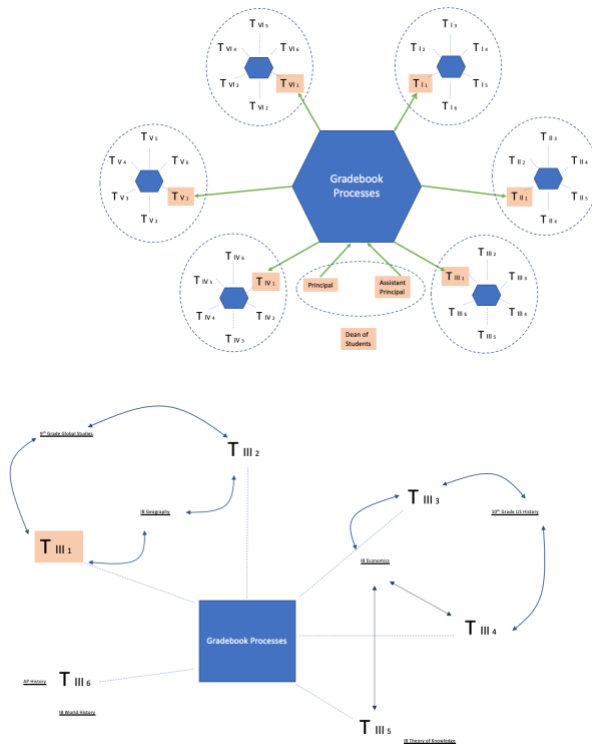 T VI 5
T VI 4
T VI 6
T VI 3
T VI 1
T VI 2
T I 3
T I 2
T I 4
T I 1
T I 5
T I 6
Gradebook
Processes
T V 5
T V 4
T V 6
T V 3
T V 1
T V 2
T II 3
T II 2
T II 4
T II 1
T II 5
T IV 6
T IV 1
T IV 4
T IV 2
T IV 3
T III 2
T III 1
T III 3
T III 6
T III 4
T III 5
Principal
Assistant
Principal
Dean of
Students
9th Grade Global Studies
T III 2
IB Geography
T III 1
T III 3
10th Grade US History
IB Economics
Gradebook Processes
T III 4
AP History
T III 6
IB World History
T III 5
IB Theory of Knowledge